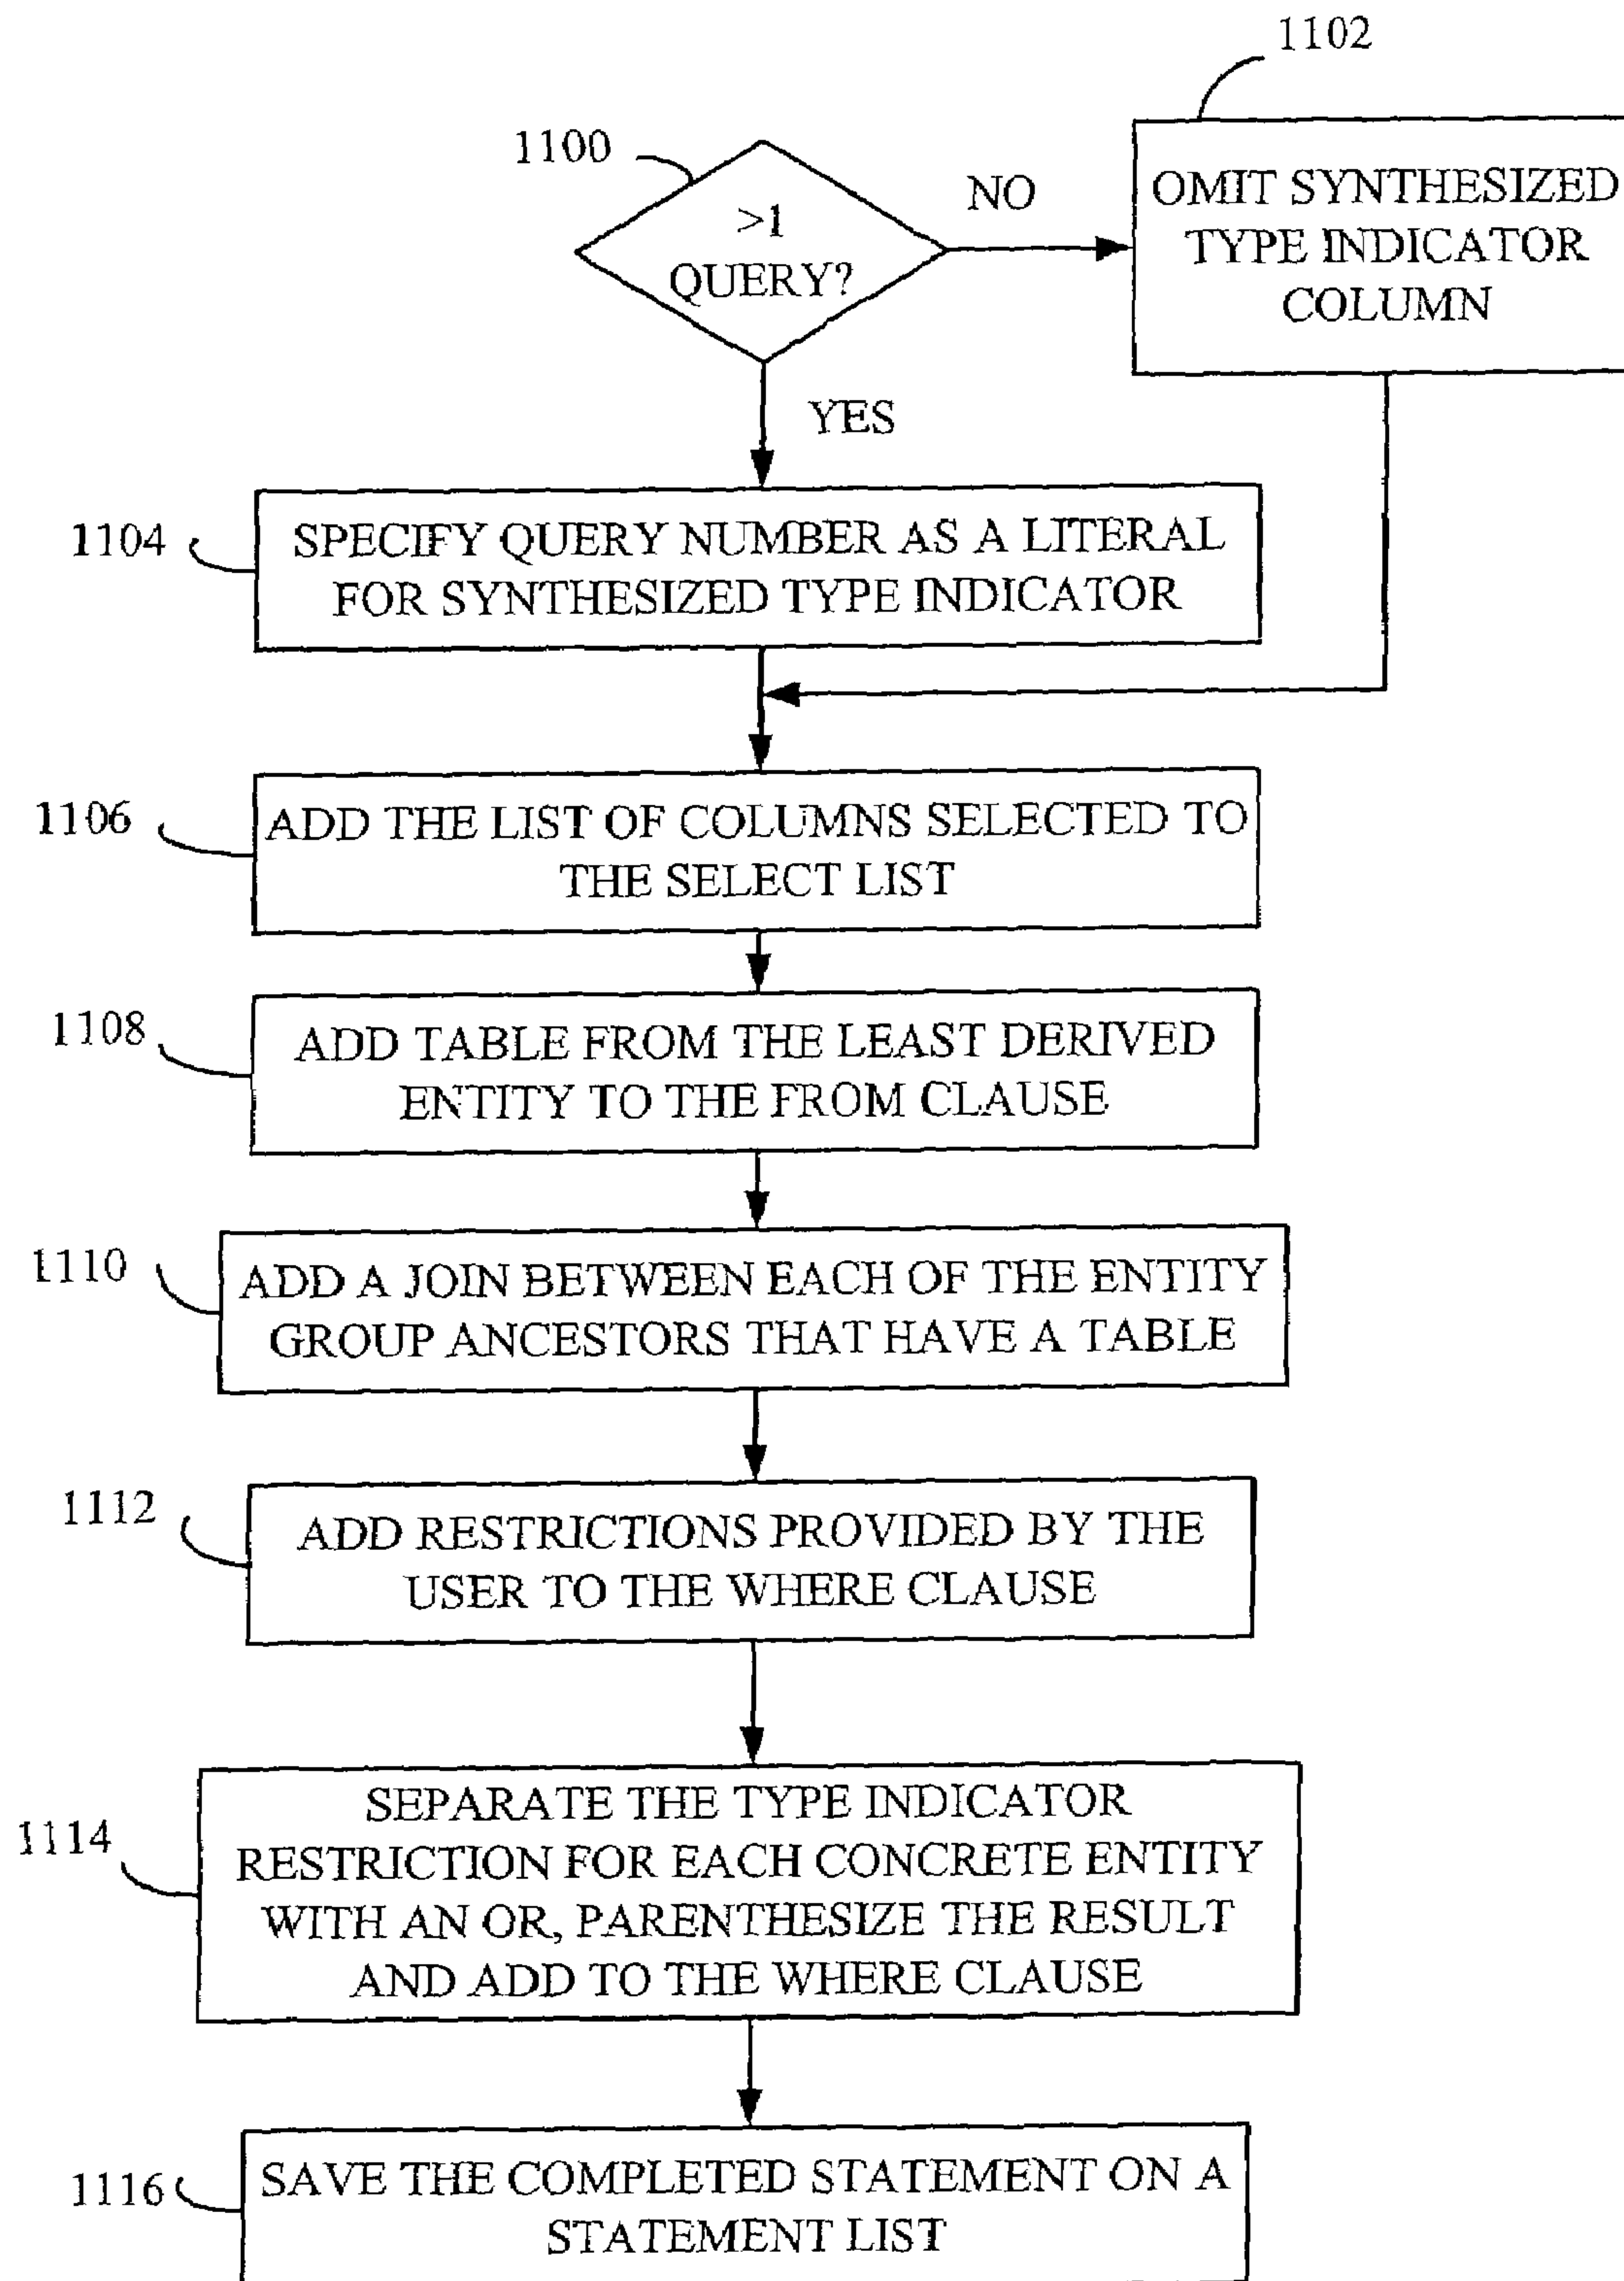 1102
1100
>1
QUERY?
NO
OMIT SYNTHESIZED
TYPE INDICATOR
COLUMN
YES
1104
SPECIFY QUERY NUMBER AS A LITERAL
FOR SYNTHESIZED TYPE INDICATOR
1106
ADD THE LIST OF COLUMNS SELECTED TO
THE SELECT LIST
1108
ADD TABLE FROM THE LEAST DERIVED
ENTITY TO THE FROM CLAUSE
1110
ADD A JOIN BETWEEN EACH OF THE ENTITY
GROUP ANCESTORS THAT HAVE A TABLE
1112
ADD RESTRICTIONS PROVIDED BY THE
USER TO THE WHERE CLAUSE
1114
SEPARATE THE TYPE INDICATOR
RESTRICTION FOR EACH CONCRETE ENTITY
WITH AN OR, PARENTHESIZE THE RESULT
AND ADD TO THE WHERE CLAUSE
1116
SAVE THE COMPLETED STATEMENT ON A
STATEMENT LIST